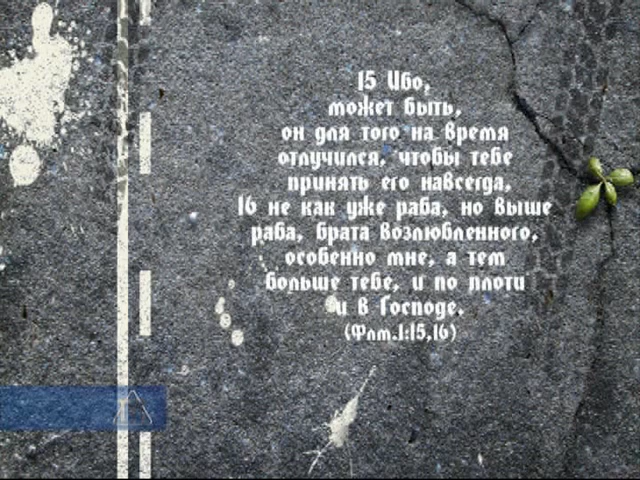 15 Ибо,
может быть,
он для того на время
отлучился, чтобы тебе
принять его навсегда,
16 не как уже раба, но выше
раба, брата возлюбленного,
особенно мне, а тем
больше тебе, и по плоти
и в Господе.
(Флм.1:15,16)